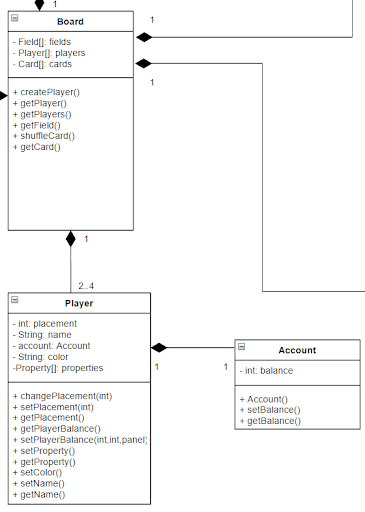 1
Board
- Field[]: fields
- Player[]: players
- Card[]: cards
1
1
+ createPlayer()
+ getPlayer()
+ getPlayers()
+ getField()
+ shuffleCard()
+ getCard()
1
2..4
Player
- int: placement
- String: name
- account: Account
- String: color
-Property[]: properties
+ changePlacement(int)
+ setPlacement(int)
+ getPlacement()
+ getPlayerBalance()
+ setPlayerBalance(int,int,panel)
+ setProperty()
+ getProperty()
+ setColor()
+ setName()
+ getName()
1
1
Account
- int: balance
+ Account()
+ setBalance()
+ getBalance()